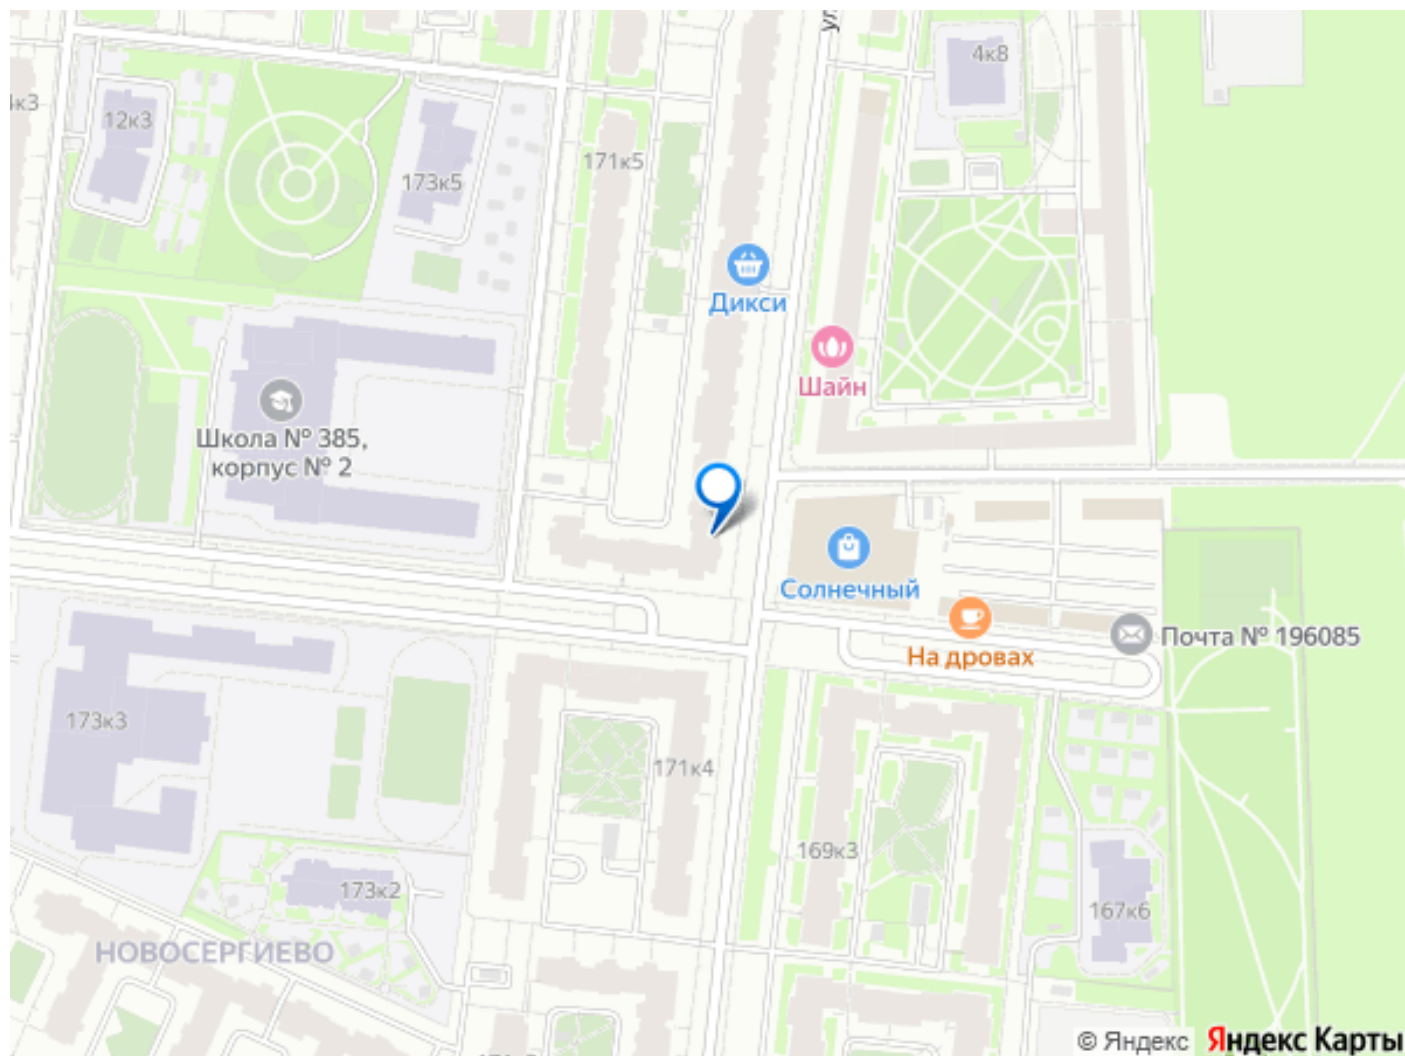 ул
4к8
12к3
171к5
173к5
Дикси
Шайн
Школа № 385,
корпус № 2
Солнечный
На дровах
Почта № 196085
173к3
171к4
169к3
173к2
167к6
НОВОСЕРГИЕВО
© Яндекс Яндекс Карты